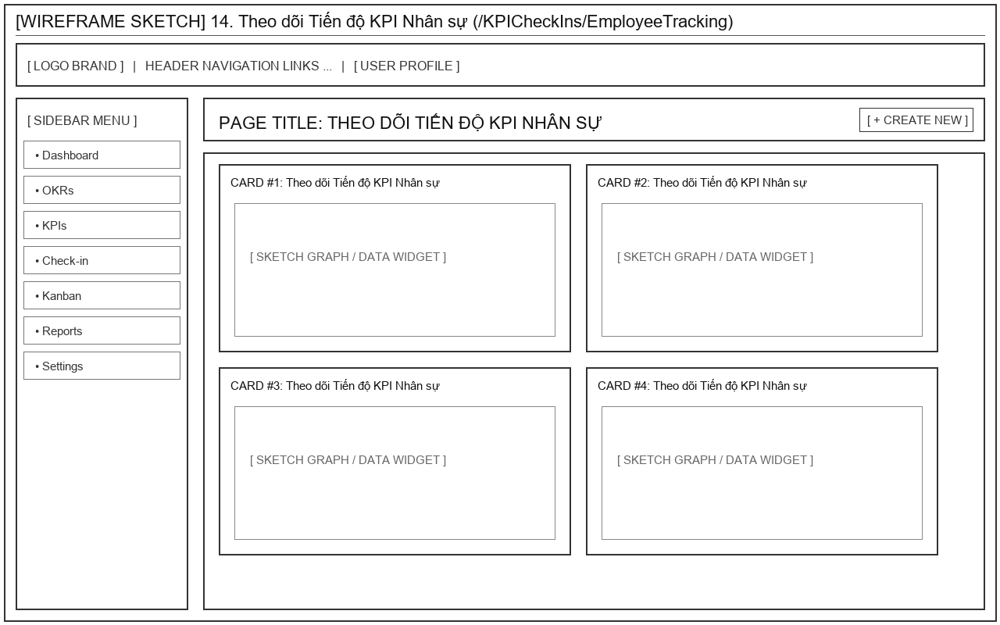 [WIREFRAME SKETCH] 14. Theo dõi Tiến độ KPI Nhân sự (/KPICheckIns/EmployeeTracking)
[ LOGO BRAND ] | HEADER NAVIGATION LINKS ... | [ USER PROFILE ]
[ SIDEBAR MENU ]
• Dashboard
• OKRs
• KPIs
• Check-in
• Kanban
• Reports
• Settings
PAGE TITLE: THEO DÕI TIẾN ĐỘ KPI NHÂN SỰ
[ + CREATE NEW ]
CARD #1: Theo dõi Tiến độ KPI Nhân sự
[ SKETCH GRAPH / DATA WIDGET ]
CARD #2: Theo dõi Tiến độ KPI Nhân sự
[ SKETCH GRAPH / DATA WIDGET ]
CARD #3: Theo dõi Tiến độ KPI Nhân sự
[ SKETCH GRAPH / DATA WIDGET ]
CARD #4: Theo dõi Tiến độ KPI Nhân sự
[ SKETCH GRAPH / DATA WIDGET ]